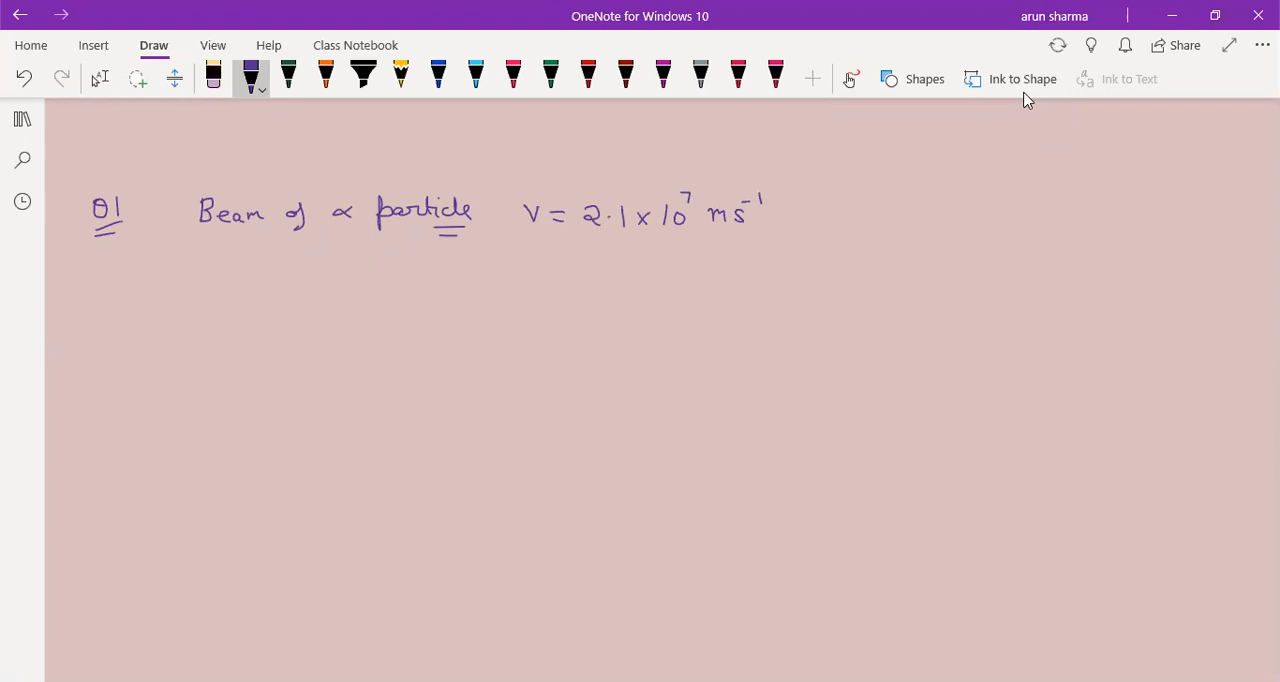 OneNote for Windows 10
arun sharma
Home Insert Draw View Help Class Notebook
Share
Shapes Ink to Shape Ink to Text
Q1 Beam of α particle v = 2.1 x 10⁷ ms⁻¹